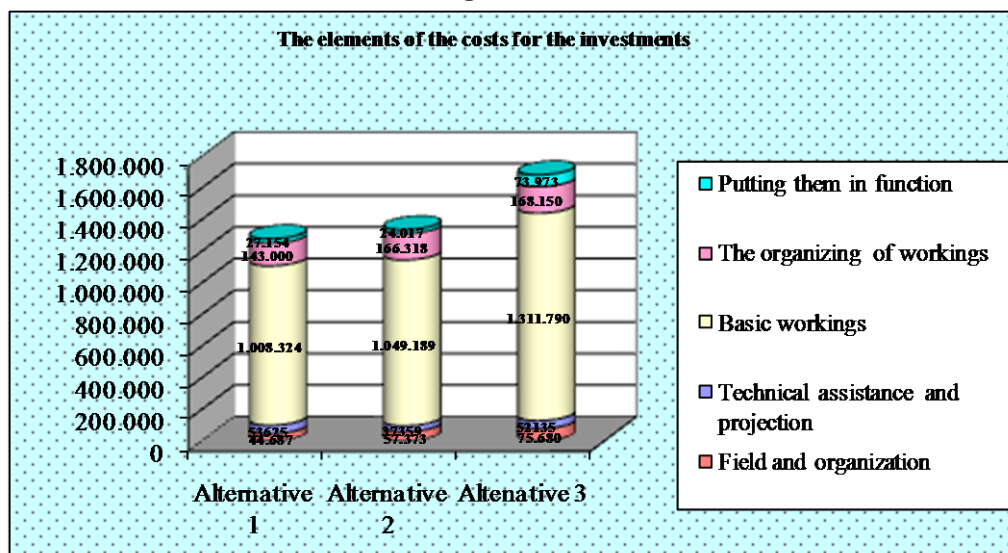 The elements of the costs for the investments
1.800.000
1.600.000
1.400.000
1.200.000
1.000.000
800.000
600.000
400.000
200.000
0
27.154
143.000
1.008.324
53625
44.687
24.017
166.318
1.049.189
37359
57.373
73.973
168.150
1.311.790
52135
75.680
Alternative
1
Alternative
2
Altenative 3
Putting them in function
The organizing of workings
Basic workings
Technical assistance and
projection
Field and organization